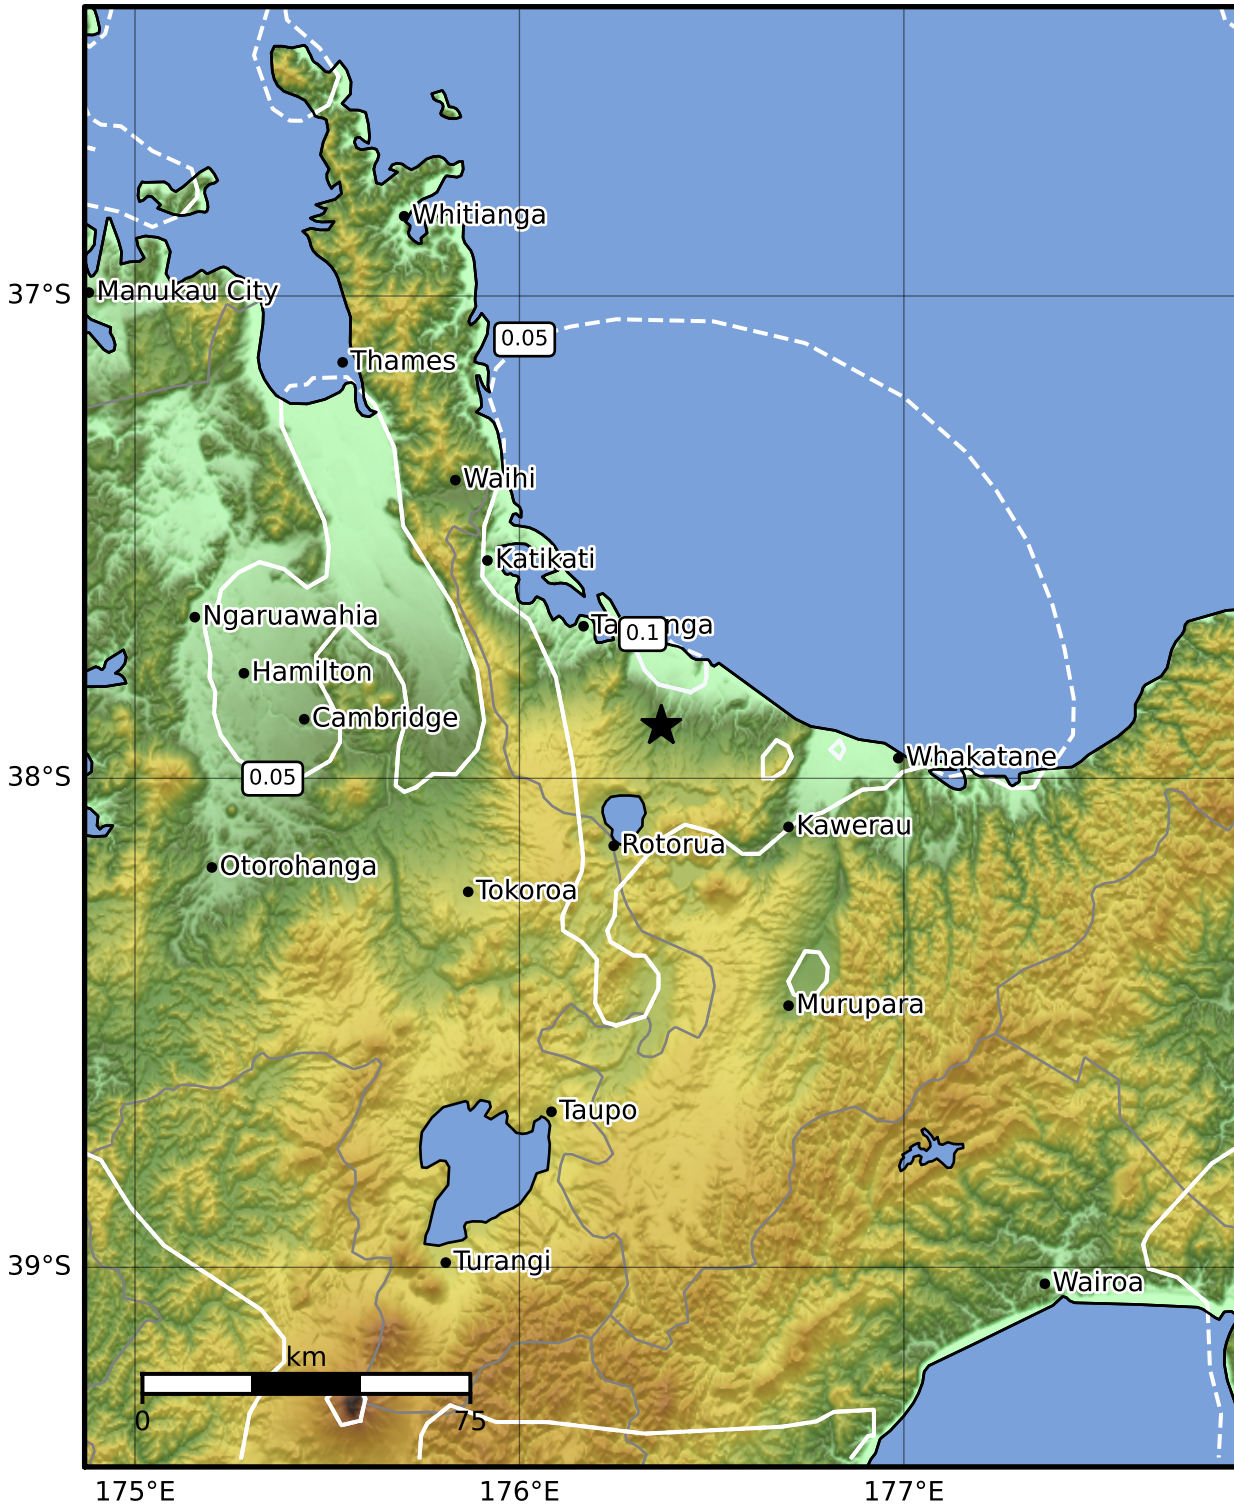 Whitianga
37°S
Manukau City
0.05
Thames
Waihi
Katikati
Ngaruawahia
0.1
Hamilton
Cambridge
38°S
0.05
Whakatane
Kawerau
Rotorua
Otorohanga
Tokoroa
Murupara
Taupo
39°S
Turangi
Wairoa
km
0
75
175°E
176°E
177°E